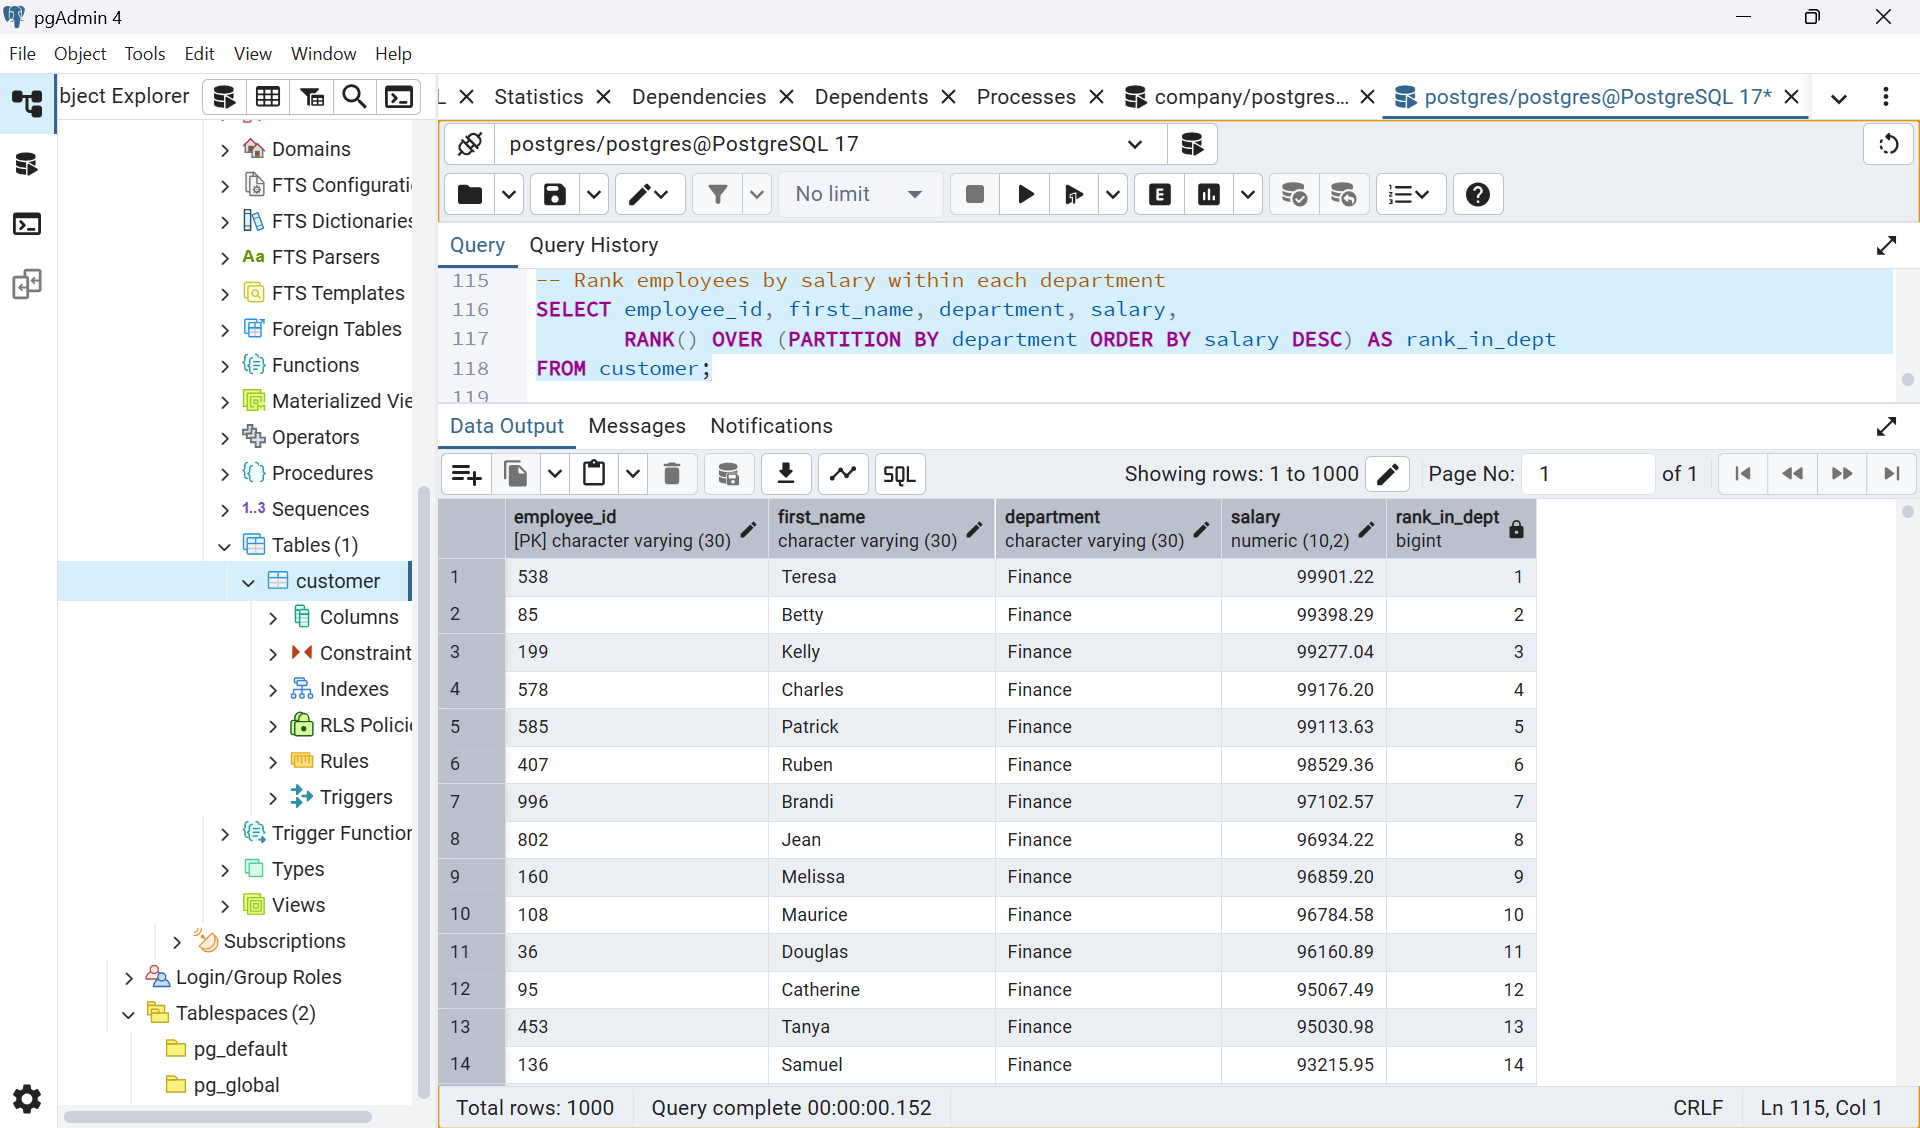 pgAdmin 4
File Object Tools Edit View Window Help
bject Explorer
L Statistics Dependencies Dependents Processes company/postgres... postgres/postgres@PostgreSQL 17*
postgres/postgres@PostgreSQL 17
No limit
E
Query Query History
115 -- Rank employees by salary within each department
116 SELECT employee_id, first_name, department, salary,
117 RANK() OVER (PARTITION BY department ORDER BY salary DESC) AS rank_in_dept
118 FROM customer;
119
Data Output Messages Notifications
SQL Showing rows: 1 to 1000 Page No: 1 of 1
employee_id first_name department salary rank_in_dept
[PK] character varying (30) character varying (30) character varying (30) numeric (10,2) bigint
1 538 Teresa Finance 99901.22 1
2 85 Betty Finance 99398.29 2
3 199 Kelly Finance 99277.04 3
4 578 Charles Finance 99176.20 4
5 585 Patrick Finance 99113.63 5
6 407 Ruben Finance 98529.36 6
7 996 Brandi Finance 97102.57 7
8 802 Jean Finance 96934.22 8
9 160 Melissa Finance 96859.20 9
10 108 Maurice Finance 96784.58 10
11 36 Douglas Finance 96160.89 11
12 95 Catherine Finance 95067.49 12
13 453 Tanya Finance 95030.98 13
14 136 Samuel Finance 93215.95 14
Total rows: 1000 Query complete 00:00:00.152 CRLF Ln 115, Col 1
Domains
FTS Configurati
FTS Dictionaries
Aa FTS Parsers
FTS Templates
Foreign Tables
Functions
Materialized Vie
Operators
Procedures
1..3 Sequences
Tables (1)
customer
Columns
Constraint
Indexes
RLS Polici
Rules
Triggers
Trigger Function
Types
Views
Subscriptions
Login/Group Roles
Tablespaces (2)
pg_default
pg_global